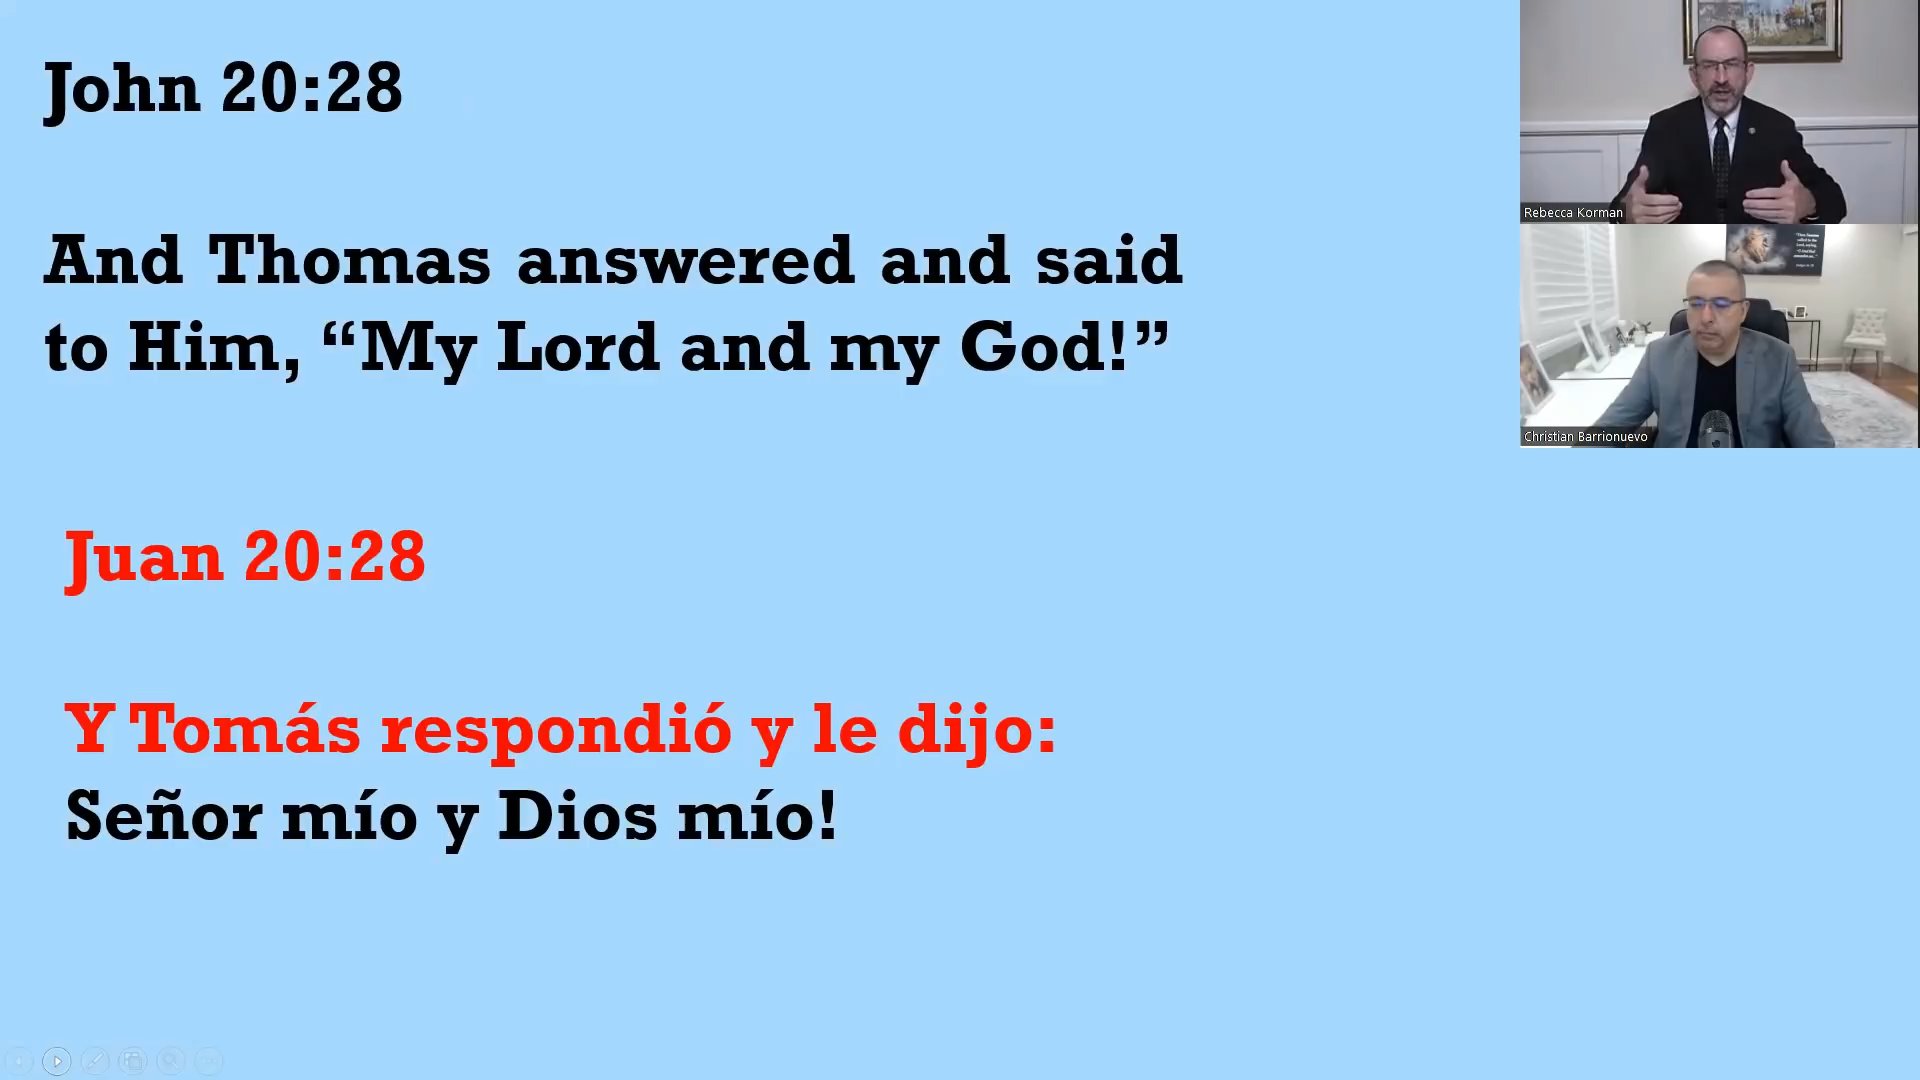 John 20:28
And Thomas answered and said
to Him, “My Lord and my God!”
Juan 20:28
Y Tomás respondió y le dijo:
Señor mío y Dios mío!
Rebecca Korman
Christian Barrionuevo